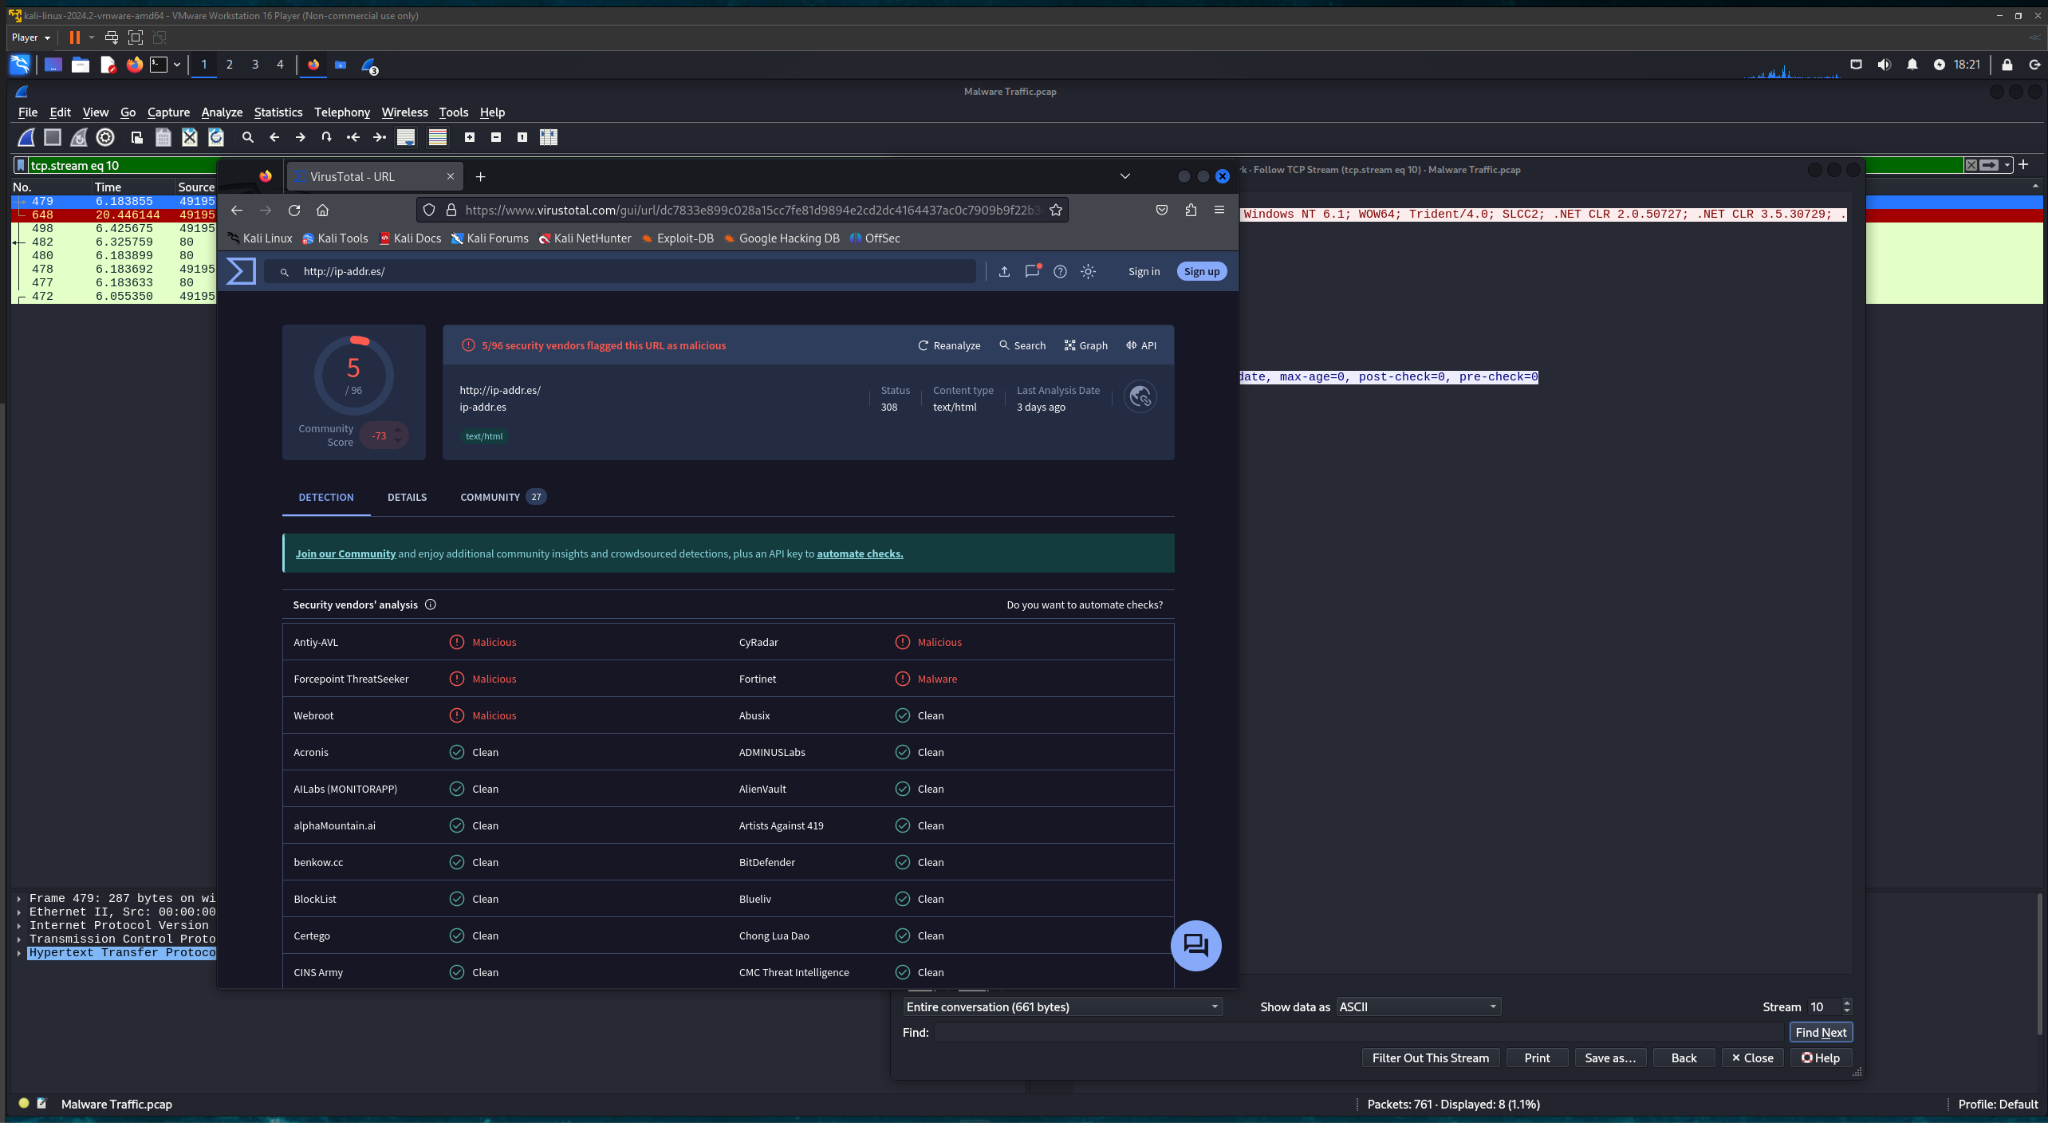 kali-linux-2024.2-vmware-amd64 - VMware Workstation 16 Player (Non-commercial use only)
Player
1 2 3 4
3
18:21
Malware Traffic.pcap
File Edit View Go Capture Analyze Statistics Telephony Wireless Tools Help
tcp.stream eq 10
No. Time Source
479 6.183855 49195
648 20.446144 49195
498 6.425675 49195
482 6.325759 80
480 6.183899 80
478 6.183692 49195
477 6.183633 80
472 6.055350 49195
VirusTotal - URL
Follow TCP Stream (tcp.stream eq 10) · Malware Traffic.pcap
https://www.virustotal.com/gui/url/dc7833e899c028a15cc7fe81d9894e2cd2dc4164437ac0c7909b9f22b3
Windows NT 6.1; WOW64; Trident/4.0; SLCC2; .NET CLR 2.0.50727; .NET CLR 3.5.30729; .
Kali Linux Kali Tools Kali Docs Kali Forums Kali NetHunter Exploit-DB Google Hacking DB OffSec
http://ip-addr.es/
Sign in Sign up
5
/ 96
Community
Score
-73
5/96 security vendors flagged this URL as malicious
Reanalyze Search Graph API
http://ip-addr.es/
ip-addr.es
text/html
Status
308
Content type
text/html
Last Analysis Date
3 days ago
date, max-age=0, post-check=0, pre-check=0
DETECTION DETAILS COMMUNITY 27
Join our Community and enjoy additional community insights and crowdsourced detections, plus an API key to automate checks.
Security vendors' analysis
Do you want to automate checks?
Antiy-AVL Malicious CyRadar Malicious
Forcepoint ThreatSeeker Malicious Fortinet Malware
Webroot Malicious Abusix Clean
Acronis Clean ADMINUSLabs Clean
AILabs (MONITORAPP) Clean AlienVault Clean
alphaMountain.ai Clean Artists Against 419 Clean
benkow.cc Clean BitDefender Clean
BlockList Clean Blueliv Clean
Certego Clean Chong Lua Dao Clean
CINS Army Clean CMC Threat Intelligence Clean
Frame 479: 287 bytes on wi
Ethernet II, Src: 00:00:00
Internet Protocol Version
Transmission Control Proto
Hypertext Transfer Protoco
Entire conversation (661 bytes)
Show data as ASCII
Stream 10
Find:
Find Next
Filter Out This Stream Print Save as... Back Close Help
Malware Traffic.pcap
Packets: 761 · Displayed: 8 (1.1%)
Profile: Default